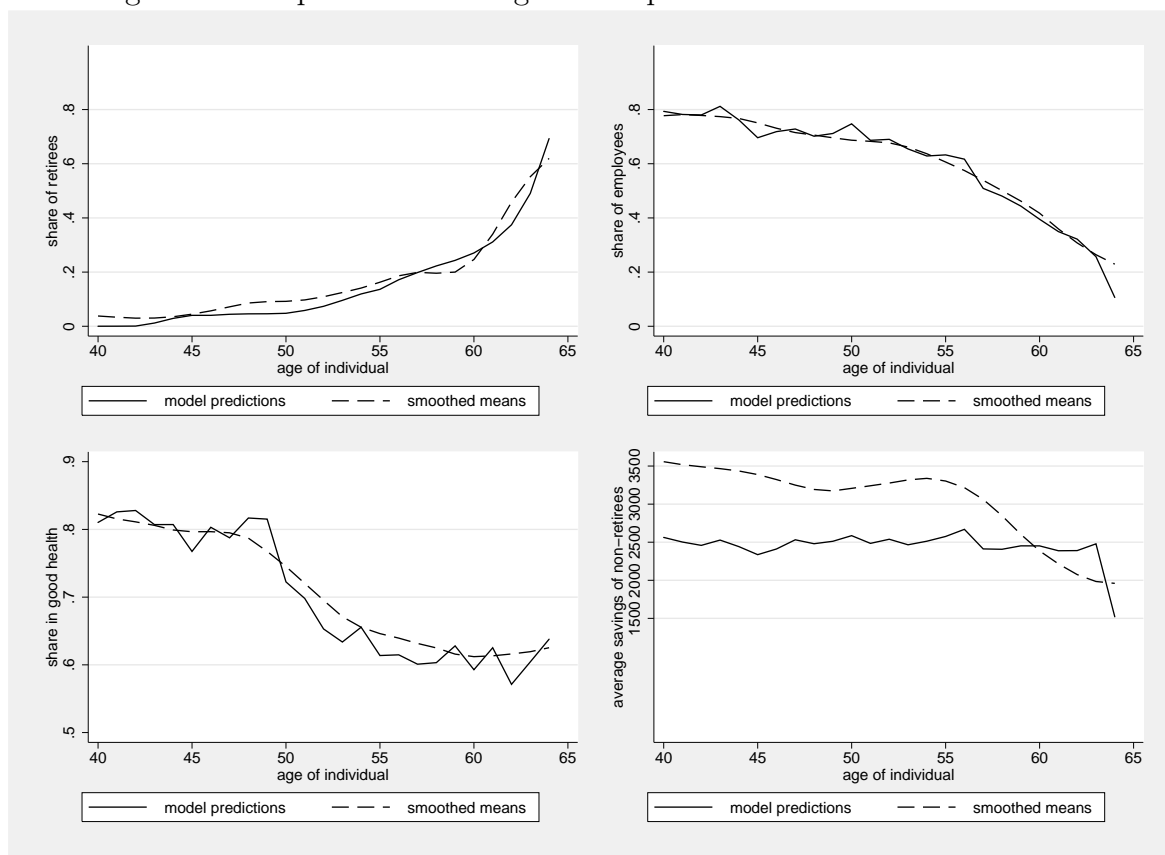 share of retirees
.8
.6
.4
.2
0
40 45 50 55 60 65
age of individual
model predictions smoothed means
share of employees
.8
.6
.4
.2
0
40 45 50 55 60 65
age of individual
model predictions smoothed means
share in good health
.9
.8
.7
.6
.5
40 45 50 55 60 65
age of individual
model predictions smoothed means
average savings of non-retirees
3500
3000
2500
2000
1500
40 45 50 55 60 65
age of individual
model predictions smoothed means